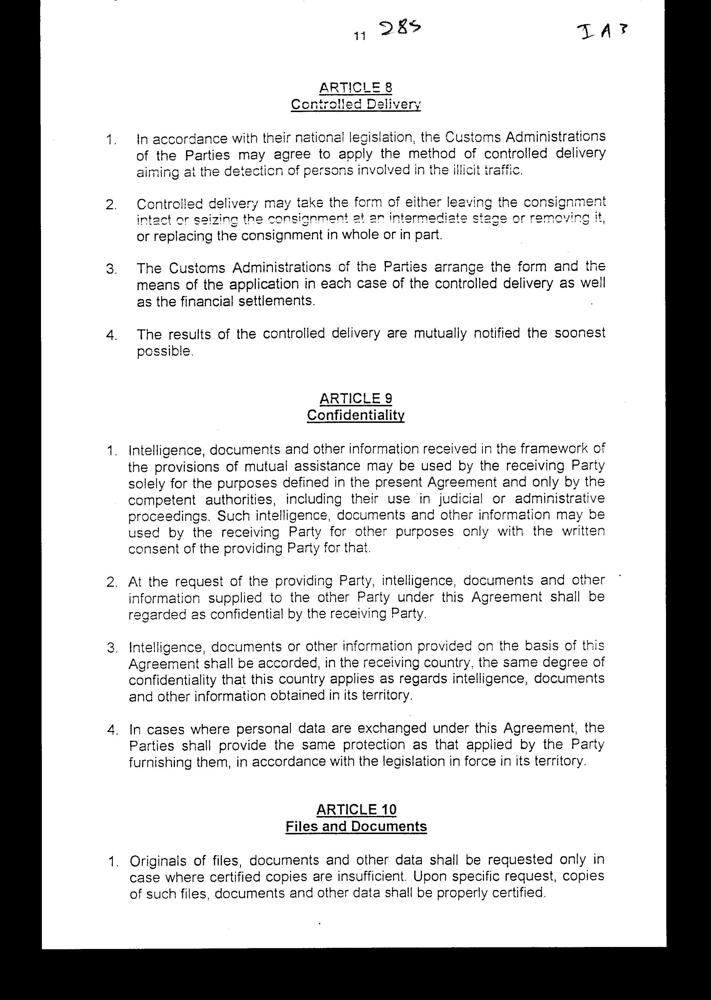 11 285 I A 3
ARTICLE 8
Controlled Delivery
1. In accordance with their national legislation, the Customs Administrations
of the Parties may agree to apply the method of controlled delivery
aiming at the detection of persons involved in the illicit traffic.
2. Controlled delivery may take the form of either leaving the consignment
intact or seizing the consignment at an intermediate stage or removing it,
or replacing the consignment in whole or in part.
3. The Customs Administrations of the Parties arrange the form and the
means of the application in each case of the controlled delivery as well
as the financial settlements.
4. The results of the controlled delivery are mutually notified the soonest
possible.
ARTICLE 9
Confidentiality
1. Intelligence, documents and other information received in the framework of
the provisions of mutual assistance may be used by the receiving Party
solely for the purposes defined in the present Agreement and only by the
competent authorities, including their use in judicial or administrative
proceedings. Such intelligence, documents and other information may be
used by the receiving Party for other purposes only with the written
consent of the providing Party for that.
2. At the request of the providing Party, intelligence, documents and other
information supplied to the other Party under this Agreement shall be
regarded as confidential by the receiving Party.
3. Intelligence, documents or other information provided on the basis of this
Agreement shall be accorded, in the receiving country, the same degree of
confidentiality that this country applies as regards intelligence, documents
and other information obtained in its territory.
4. In cases where personal data are exchanged under this Agreement, the
Parties shall provide the same protection as that applied by the Party
furnishing them, in accordance with the legislation in force in its territory.
ARTICLE 10
Files and Documents
1. Originals of files, documents and other data shall be requested only in
case where certified copies are insufficient. Upon specific request, copies
of such files, documents and other data shall be properly certified.